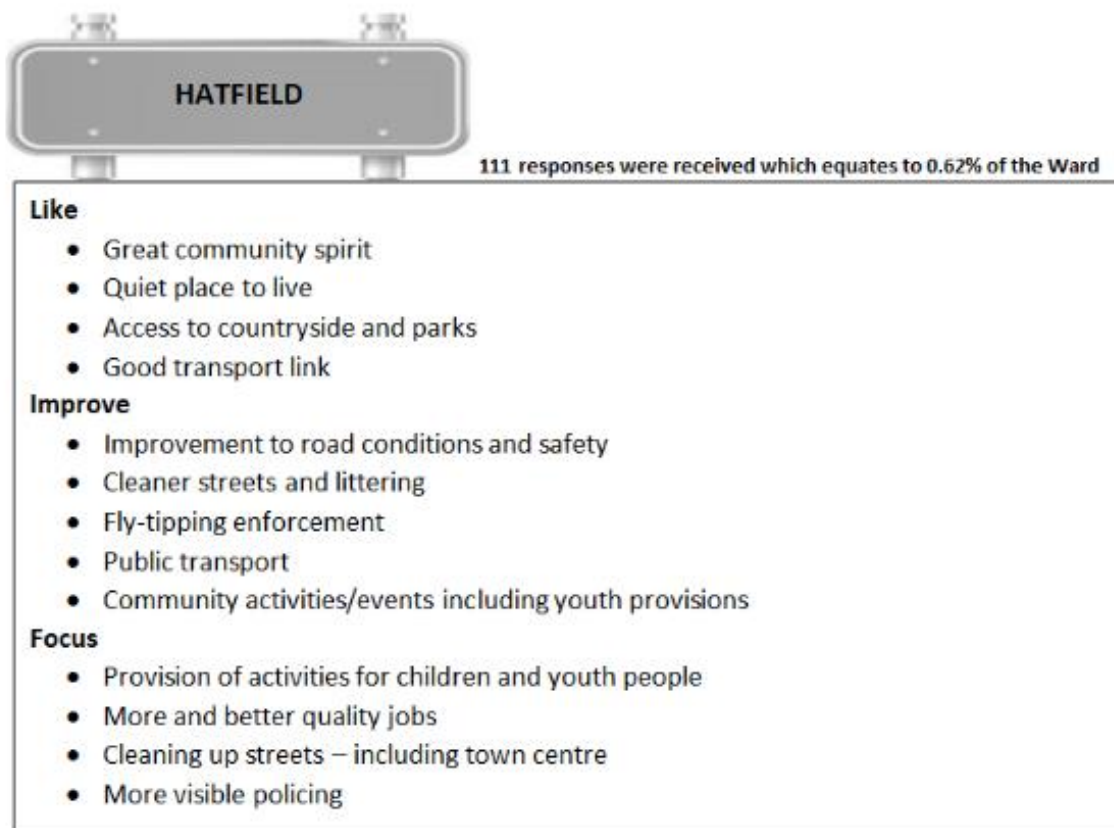 HATFIELD
111 responses were received which equates to 0.62% of the Ward
Like
• Great community spirit
• Quiet place to live
• Access to countryside and parks
• Good transport link
Improve
• Improvement to road conditions and safety
• Cleaner streets and littering
• Fly-tipping enforcement
• Public transport
• Community activities/events including youth provisions
Focus
• Provision of activities for children and youth people
• More and better quality jobs
• Cleaning up streets – including town centre
• More visible policing